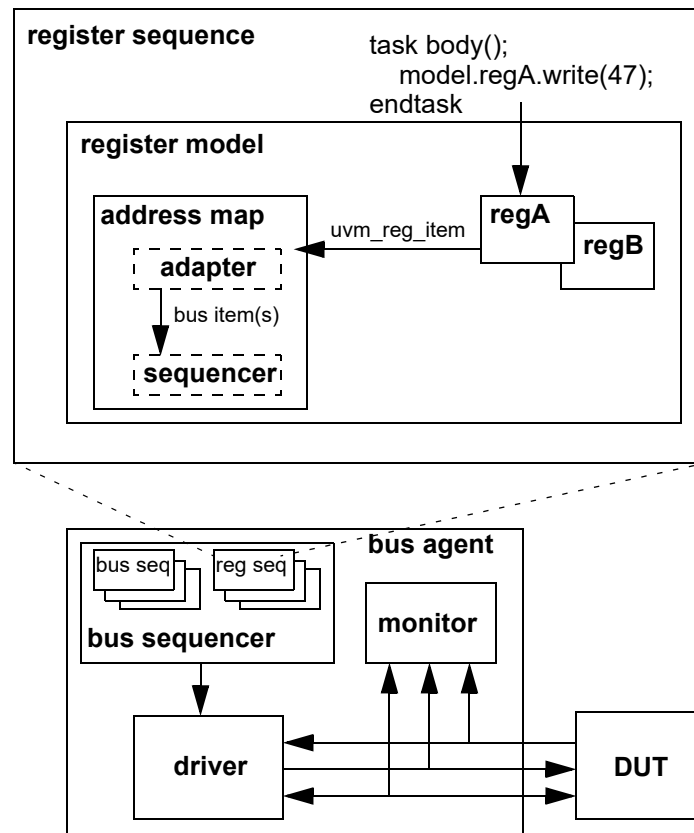 register sequence
task body();
model.regA.write(47);
endtask
register model
address map
regA
uvm_reg_item
regB
adapter
bus item(s)
sequencer
bus agent
bus seq
reg seq
monitor
bus sequencer
driver
DUT